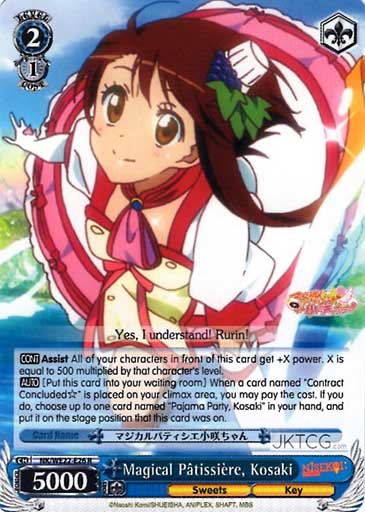 LEVEL
2
1
COST
Yes, I understand! Rurin!
CONT Assist All of your characters in front of this card get +X power. X is
equal to 500 multiplied by that character's level.
AUTO [Put this card into your waiting room] When a card named "Contract
Concluded☆" is placed on your climax area, you may pay the cost. If you
do, choose up to one card named "Pajama Party, Kosaki" in your hand, and
put it on the stage position that this card was on.
Card Name マジカルパティシエ小咲ちゃん
JKTCG.com
NK/WE22-E26 R
Magical Pâtissière, Kosaki
NISEKOI:
5000
Sweets Key
©Naoshi Komi/SHUEISHA, ANIPLEX, SHAFT, MBS